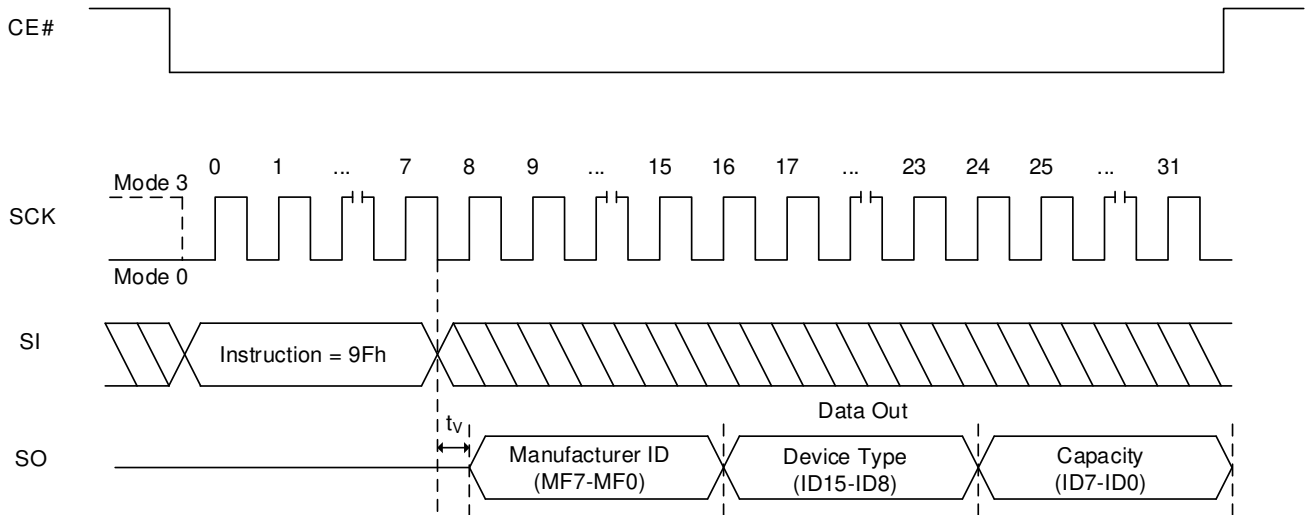 CE#
0 1 ... 7 8 9 ... 15 16 17 ... 23 24 25 ... 31
Mode 3
SCK
Mode 0
SI
Instruction = 9Fh
Data Out
tV
SO
Manufacturer ID
(MF7-MF0)
Device Type
(ID15-ID8)
Capacity
(ID7-ID0)